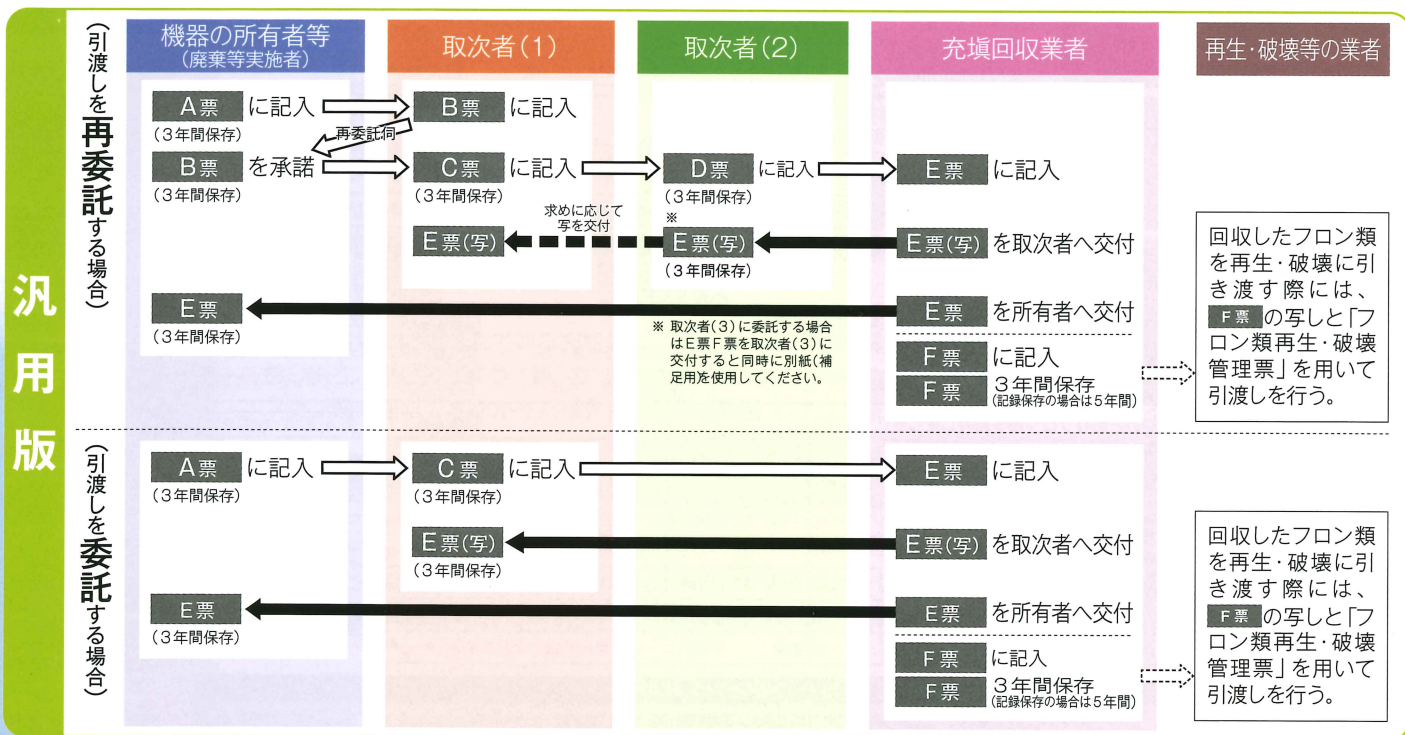 汎用版
(引渡しを再委託する場合)
機器の所有者等
(廃棄等実施者)
取次者(1)
取次者(2)
充塡回収業者
再生・破壊等の業者
A票 に記入
(3年間保存)
B票 に記入
再委託伺
B票 を承諾
(3年間保存)
C票 に記入
(3年間保存)
D票 に記入
(3年間保存)
E票 に記入
求めに応じて
写を交付
※
E票(写)
E票(写)
(3年間保存)
E票(写) を取次者へ交付
E票
(3年間保存)
E票 を所有者へ交付
※ 取次者(3)に委託する場合
はE票F票を取次者(3)に
交付すると同時に別紙(補
足用)を使用してください。
F票 に記入
F票 3年間保存
(記録保存の場合は5年間)
回収したフロン類
を再生・破壊に引
き渡す際には、
F票 の写しと「フ
ロン類再生・破壊
管理票」を用いて
引渡しを行う。
(引渡しを委託する場合)
A票 に記入
(3年間保存)
C票 に記入
(3年間保存)
E票 に記入
E票(写)
(3年間保存)
E票(写) を取次者へ交付
E票
(3年間保存)
E票 を所有者へ交付
F票 に記入
F票 3年間保存
(記録保存の場合は5年間)
回収したフロン類
を再生・破壊に引
き渡す際には、
F票 の写しと「フ
ロン類再生・破壊
管理票」を用いて
引渡しを行う。